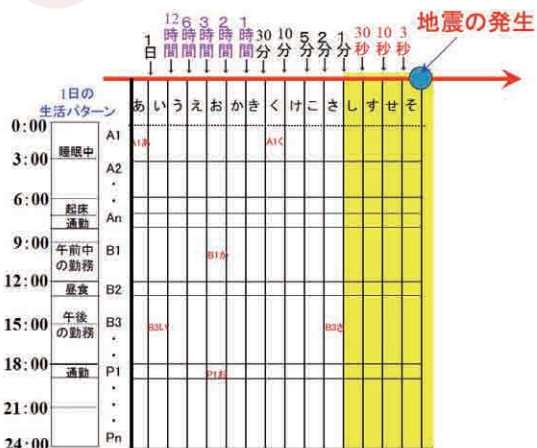 地震の発生
1日
12時間
6時間
3時間
2時間
1時間
30分
10分
5分
2分
1分
30秒
10秒
3秒
1日の
生活パターン
あ い う え お か き く け こ さ し す せ そ
0:00
A1
A1あ
A1く
睡眠中
3:00
A2
・
・
6:00
起床
An
通勤
9:00
午前中
の勤務
B1
B1か
12:00
昼食
B2
15:00
午後
の勤務
B3
B3い
B3さ
・
・
18:00
通勤
P1
P1お
・
・
21:00
Pn
24:00